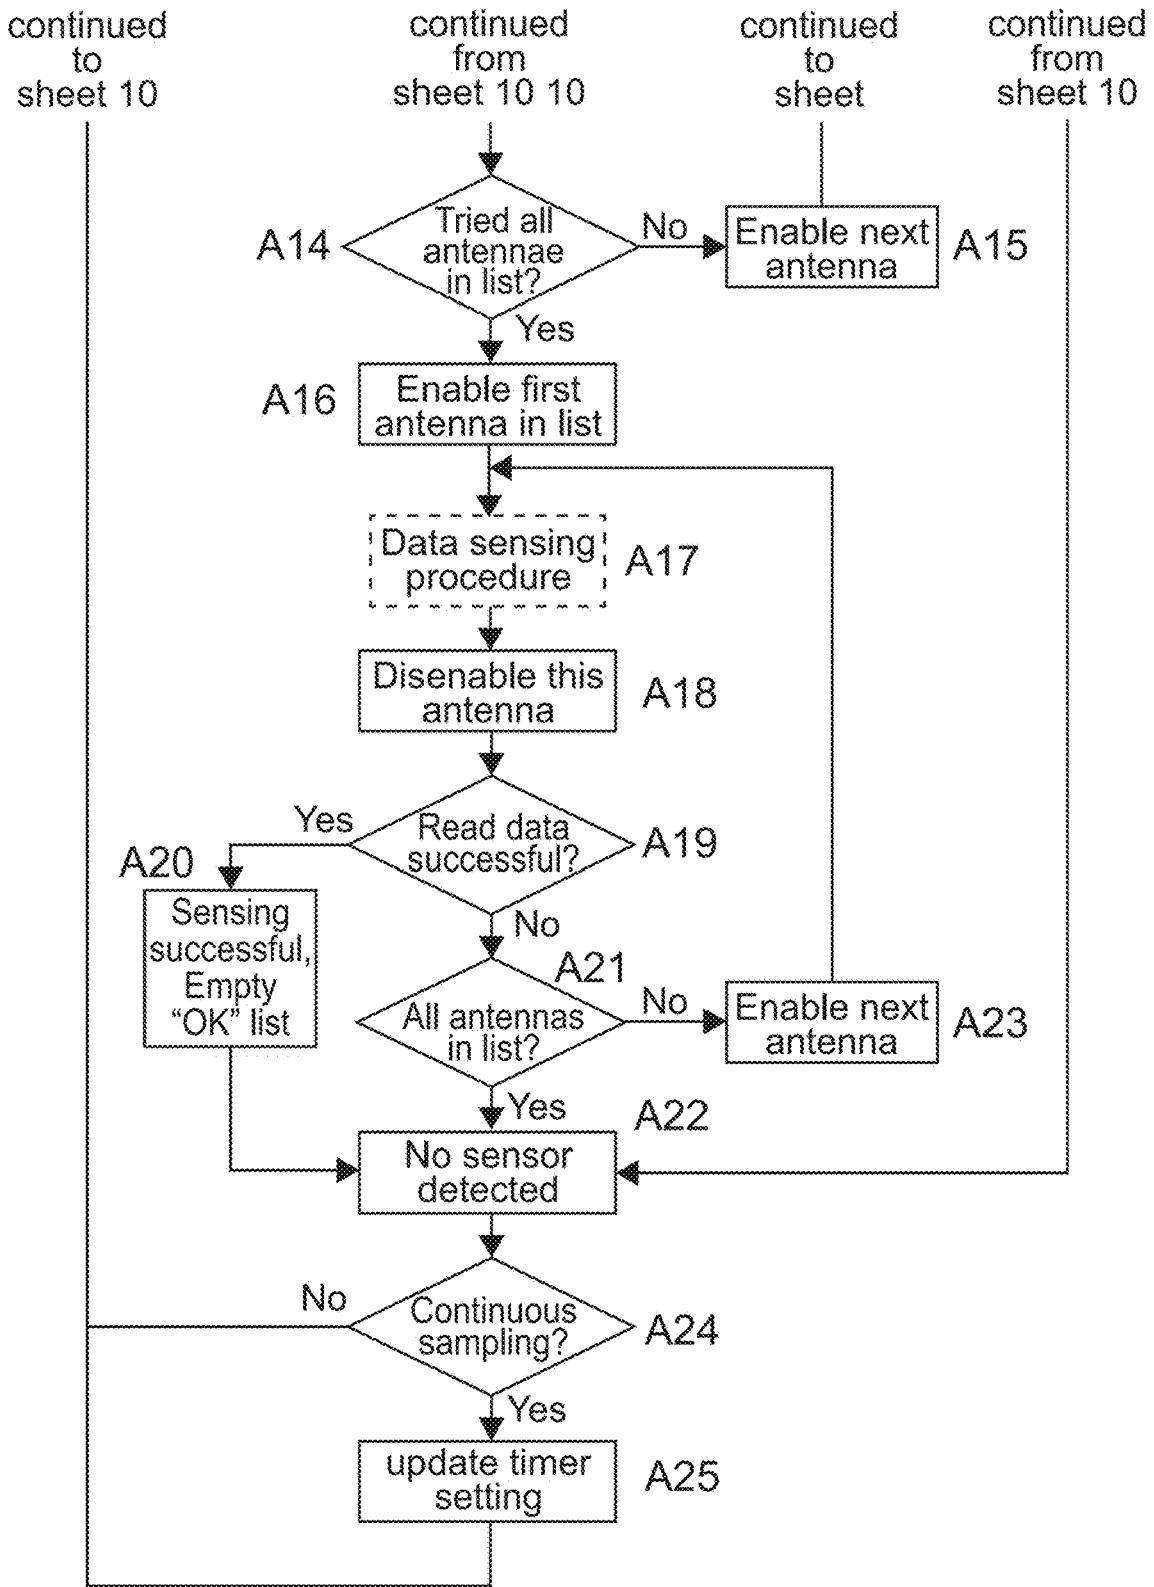 continued
to
sheet 10
continued
from
sheet 10 10
continued
to
sheet
continued
from
sheet 10
A14
Tried all
antennae
in list?
No
Enable next
antenna
A15
Yes
A16
Enable first
antenna in list
Data sensing
procedure
A17
Disenable this
antenna
A18
Yes
Read data
successful?
A19
A20
Sensing
successful,
Empty
“OK” list
No
A21
All antennas
in list?
No
Enable next
antenna
A23
Yes
A22
No sensor
detected
No
Continuous
sampling?
A24
Yes
update timer
setting
A25